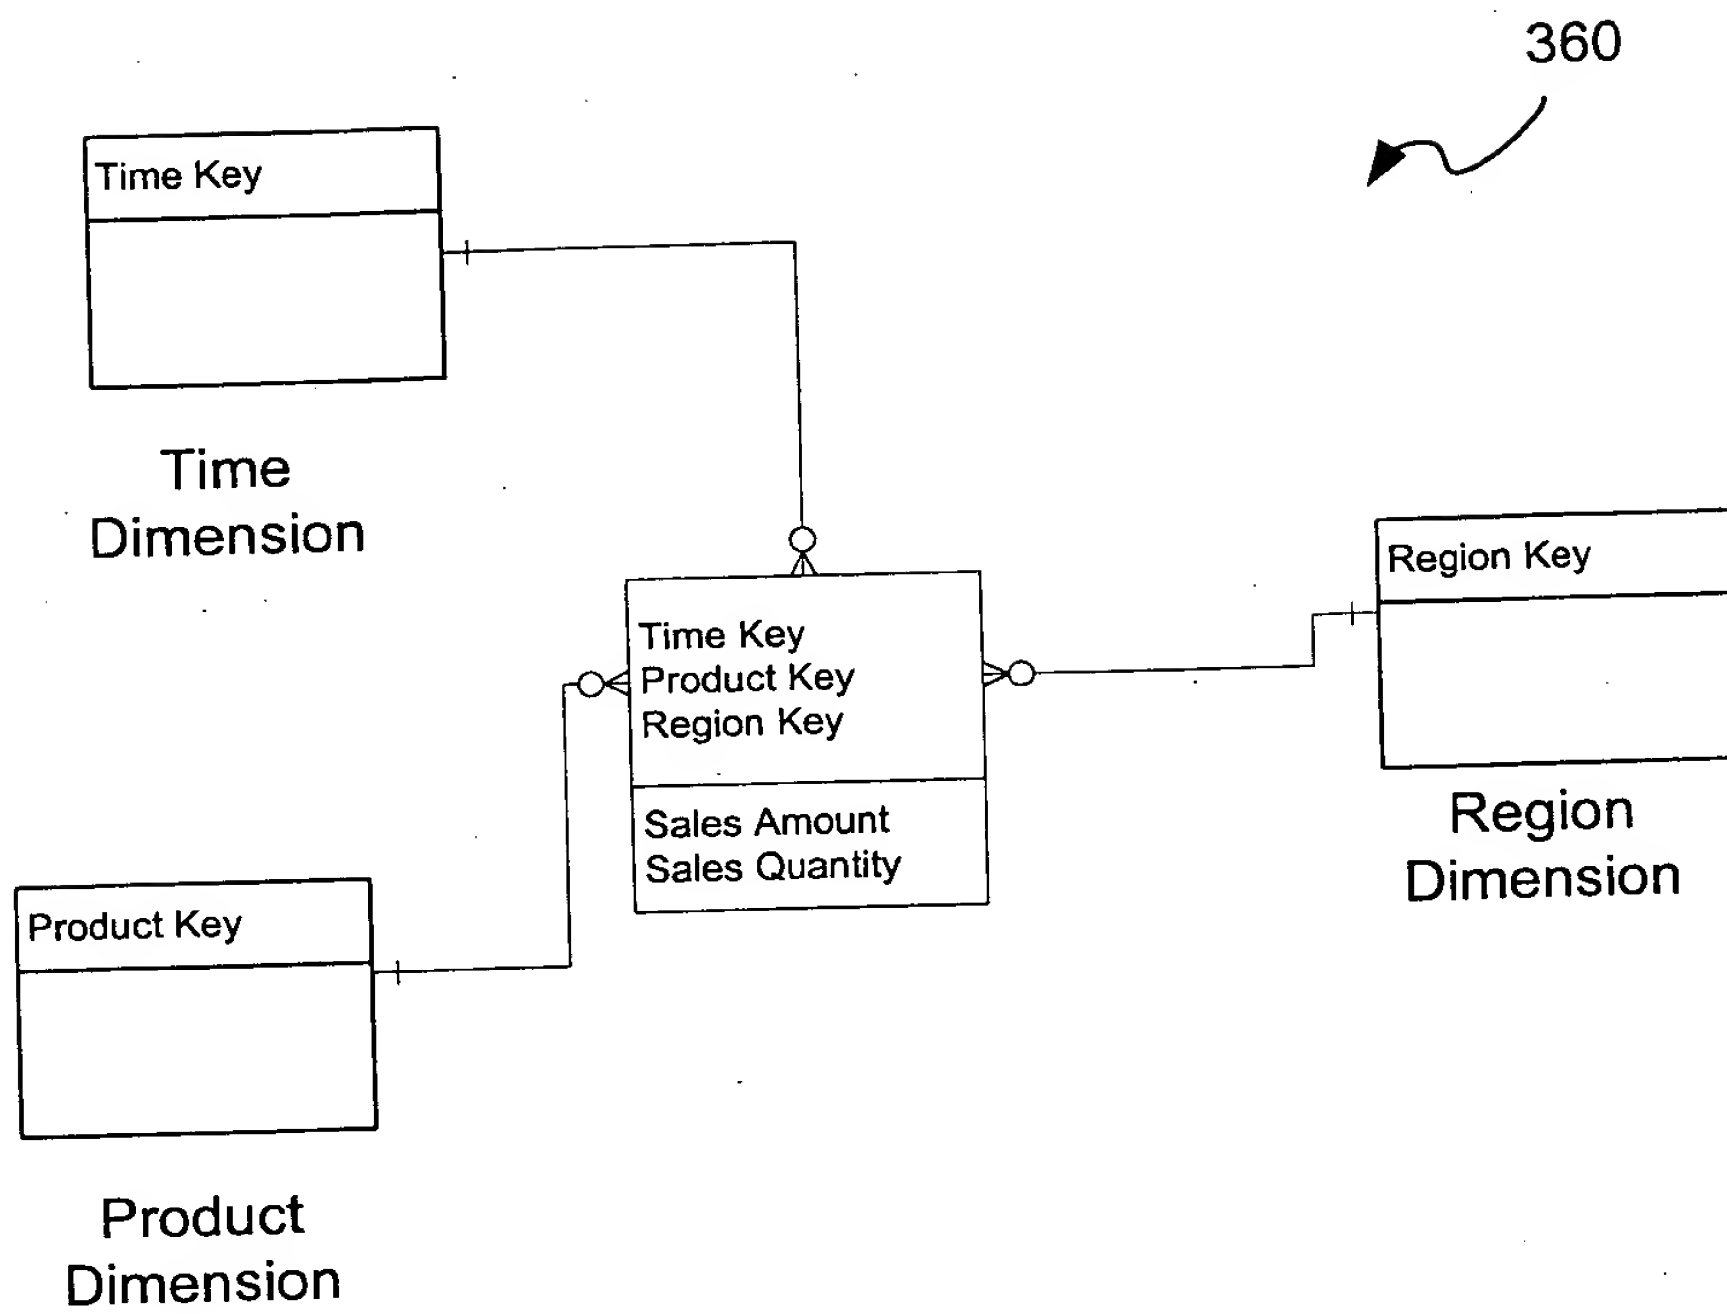 360
Time Key
Time
Dimension
Time Key
Product Key
Region Key
Sales Amount
Sales Quantity
Region Key
Region
Dimension
Product Key
Product
Dimension